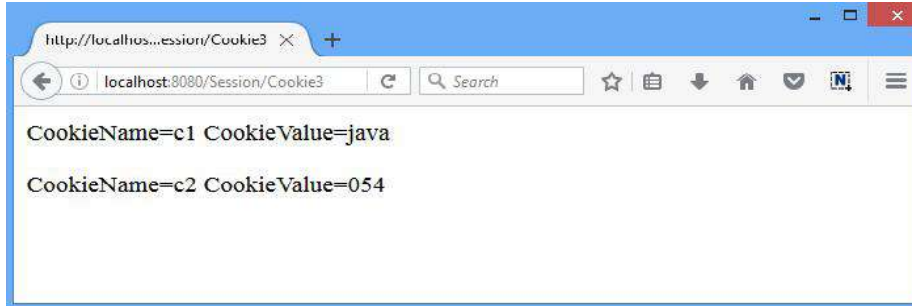 http://localhos...ession/Cookie3
localhost:8080/Session/Cookie3
Search
CookieName=c1 CookieValue=java
CookieName=c2 CookieValue=054